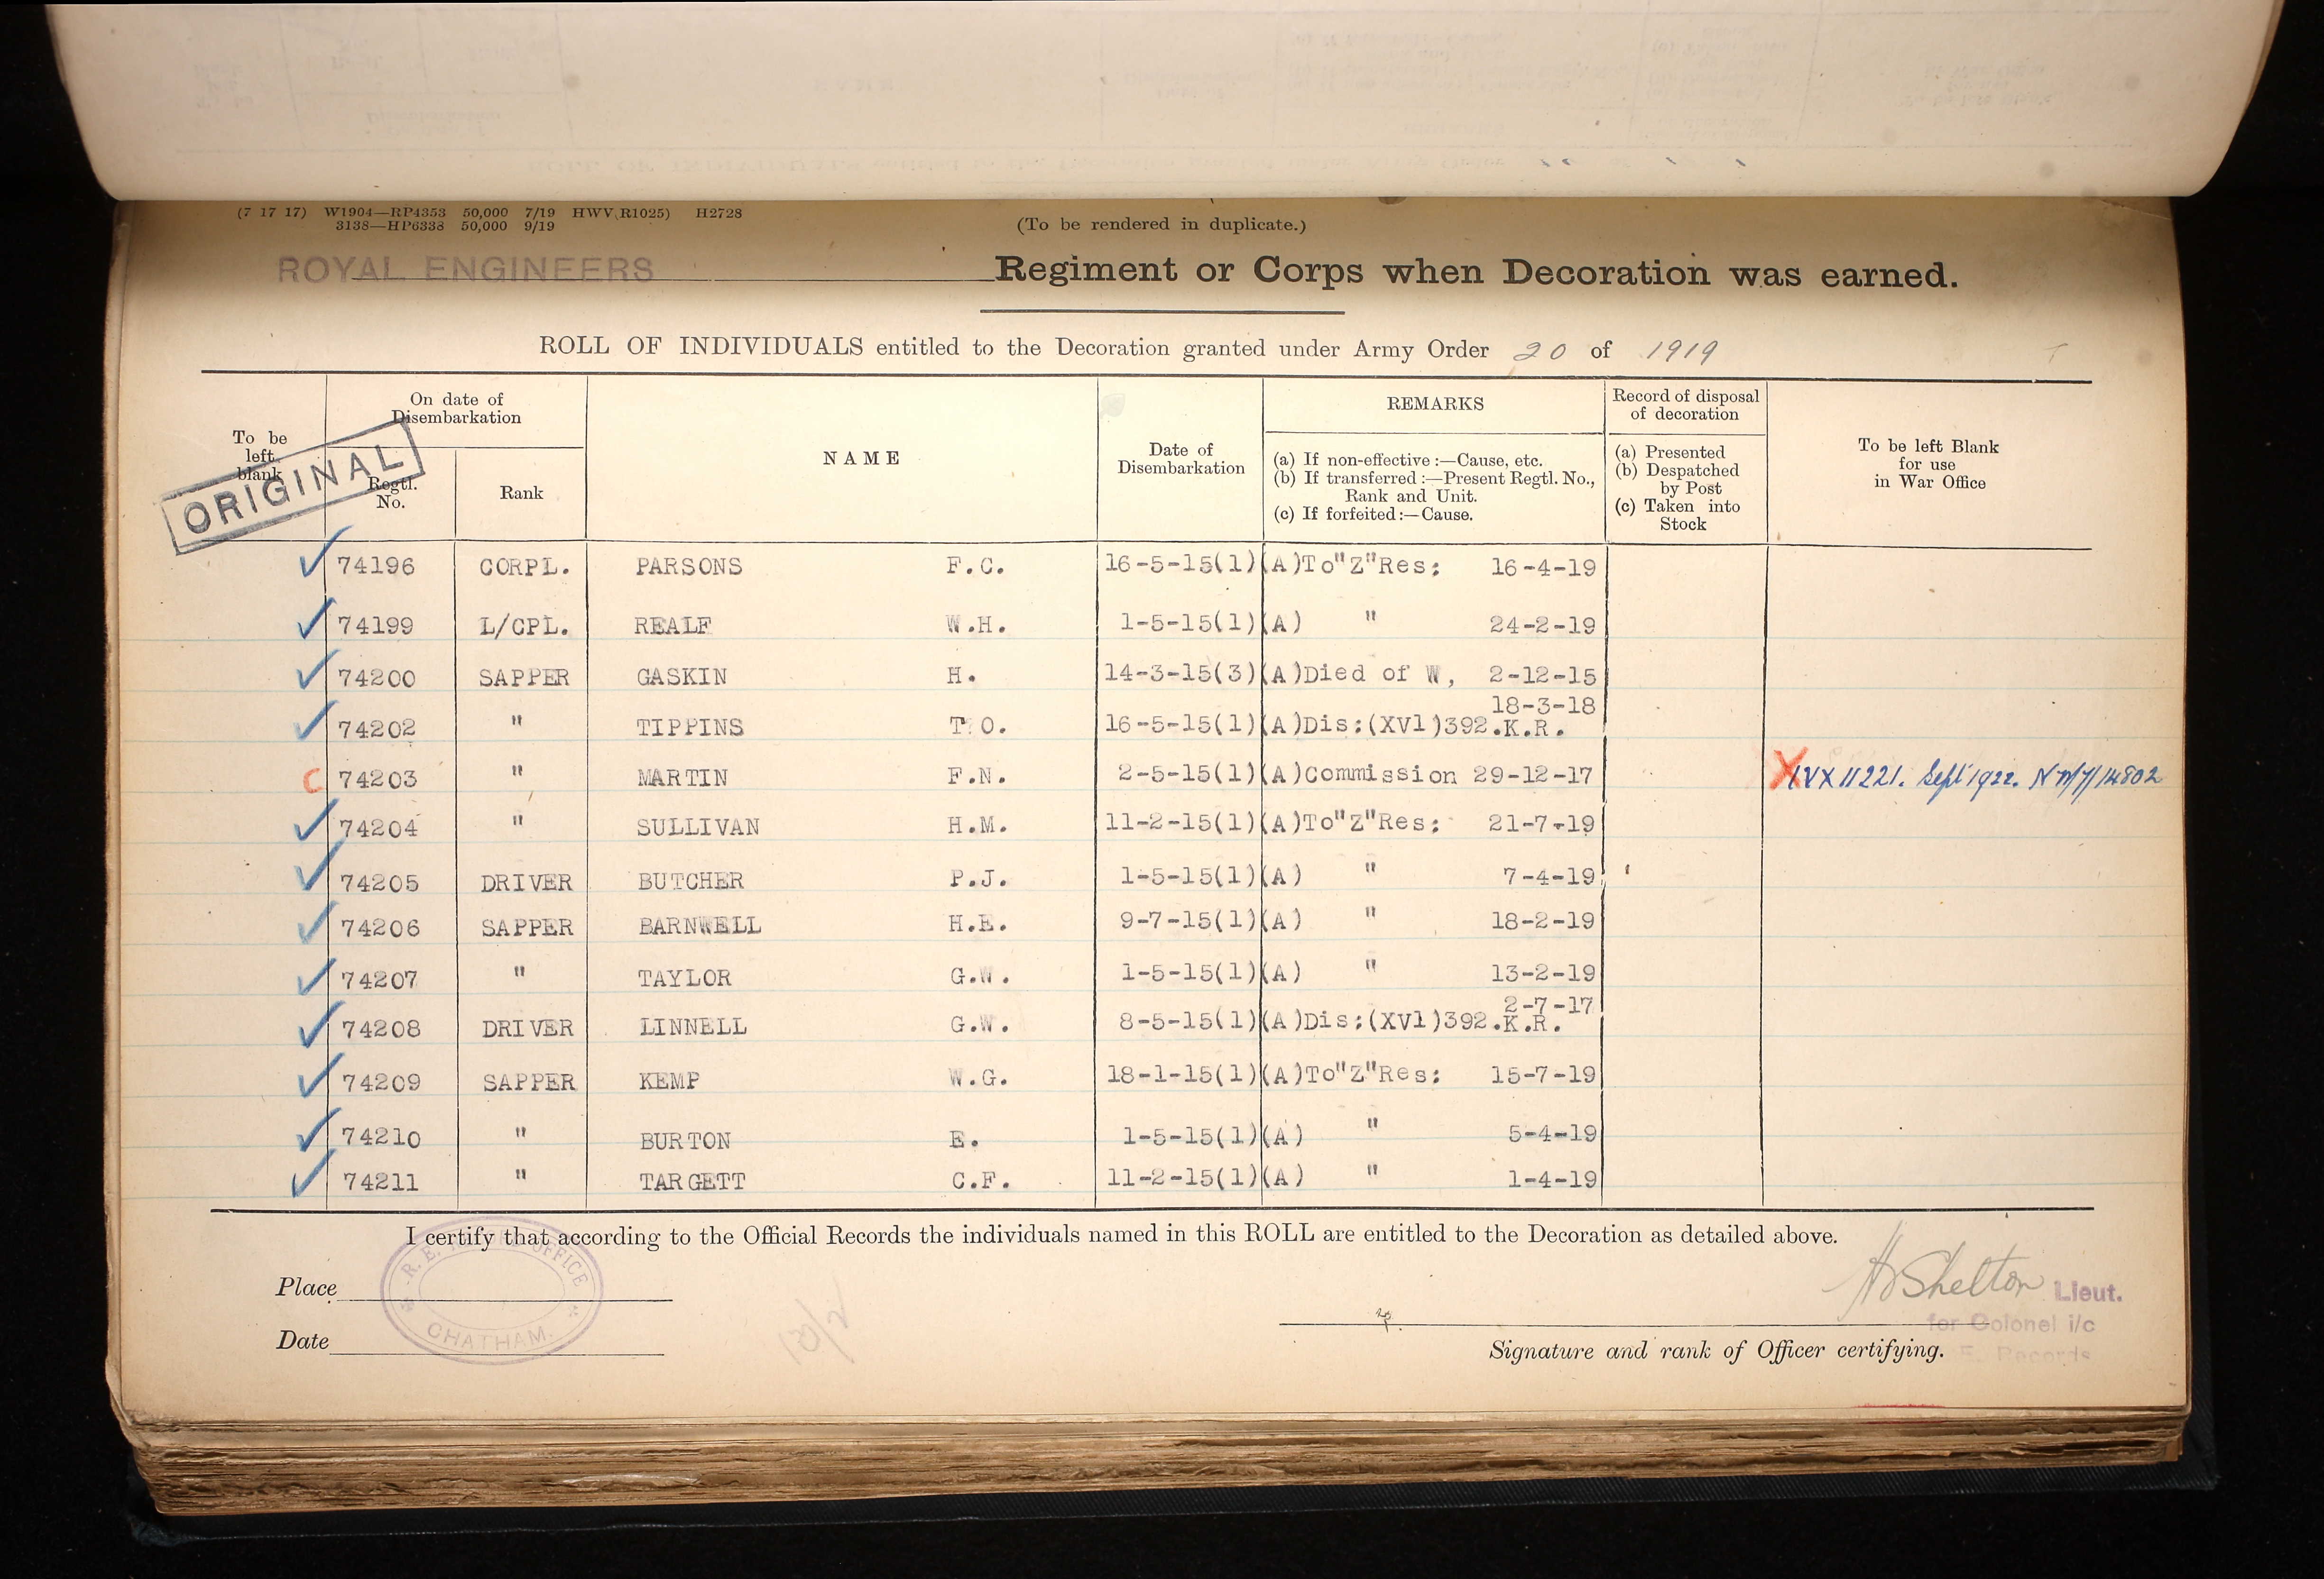 (7 17 17) W1904—RP4353 50,000 7/19 HWV(R1025) H2728
3138—HP6338 50,000 9/19
(To be rendered in duplicate.)
ROYAL ENGINEERS Regiment or Corps when Decoration was earned.
ROLL OF INDIVIDUALS entitled to the Decoration granted under Army Order 20 of 1919
To be left blank
On date of Disembarkation
Regtl. No.
Rank
NAME
Date of Disembarkation
REMARKS
(a) If non-effective:—Cause, etc.
(b) If transferred:—Present Regtl. No., Rank and Unit.
(c) If forfeited:—Cause.
Record of disposal of decoration
(a) Presented
(b) Despatched by Post
(c) Taken into Stock
To be left Blank for use in War Office
ORIGINAL
74196 CORPL. PARSONS F.C. 16-5-15(1) (A)To"Z"Res; 16-4-19
74199 L/CPL. REALF W.H. 1-5-15(1) (A) " 24-2-19
74200 SAPPER GASKIN H. 14-3-15(3) (A)Died of W, 2-12-15
18-3-18
74202 " TIPPINS T.O. 16-5-15(1) (A)Dis;(XVl)392.K.R.
C 74203 " MARTIN F.N. 2-5-15(1) (A)Commission 29-12-17 X IVX 11221. Sept 1922.
74204 " SULLIVAN H.M. 11-2-15(1) (A)To"Z"Res; 21-7-19
74205 DRIVER BUTCHER P.J. 1-5-15(1) (A) " 7-4-19
74206 SAPPER BARNWELL H.E. 9-7-15(1) (A) " 18-2-19
74207 " TAYLOR G.W. 1-5-15(1) (A) " 13-2-19
2-7-17
74208 DRIVER LINNELL G.W. 8-5-15(1) (A)Dis;(XVl)392.K.R.
74209 SAPPER KEMP W.G. 18-1-15(1) (A)To"Z"Res; 15-7-19
74210 " BURTON E. 1-5-15(1) (A) " 5-4-19
74211 " TARGETT C.F. 11-2-15(1) (A) " 1-4-19
I certify that according to the Official Records the individuals named in this ROLL are entitled to the Decoration as detailed above.
R.E. OFFICE CHATHAM.
Place
Date
Shelton Lieut.
for Colonel i/c
Records
Signature and rank of Officer certifying.